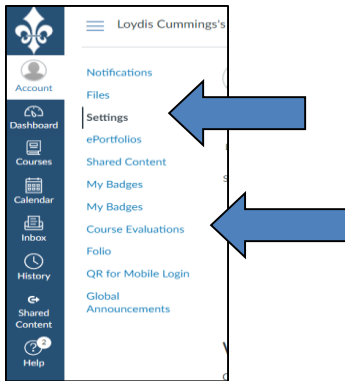 Loydis Cummings's
Account
Dashboard
Courses
Calendar
Inbox
History
Shared
Content
2
Help
Notifications
Files
Settings
ePortfolios
Shared Content
My Badges
My Badges
Course Evaluations
Folio
QR for Mobile Login
Global
Announcements